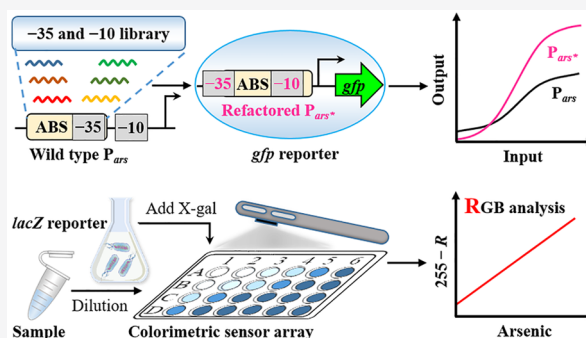 −35 and −10 library
ABS −35 −10
Wild type Pars
−35 ABS −10 gfp
Refactored Pars*
gfp reporter
Output
Pars*
Pars
Input
lacZ reporter
Add X-gal
Sample
Dilution
1 2 3 4 5 6
A
B
C
D
Colorimetric sensor array
RGB analysis
255 – R
Arsenic